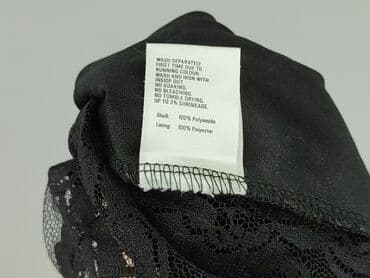 WASH SEPARATELY
FIRST TIME DUE TO
RUNNING COLOUR.
WASH AND IRON WITH
INSIDE OUT.
NO SOAKING.
NO BLEACHING.
NO TUMBLE DRYING.
UP TO 3% SHRINKAGE.
Shell: 100% Polyamide
Lining: 100% Polyester